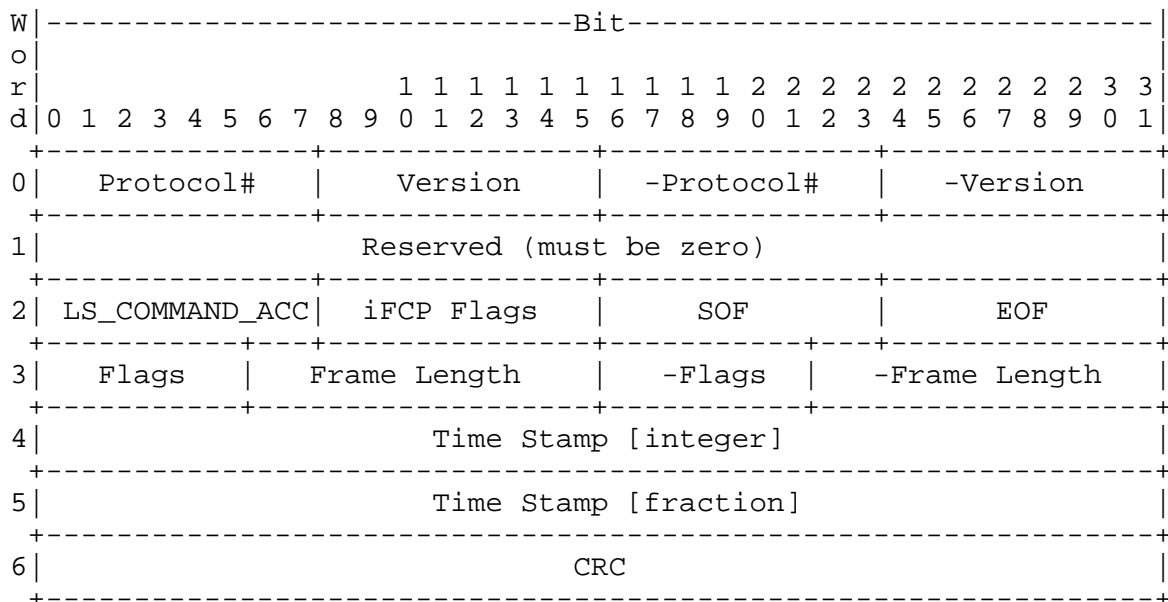 W|------------------------------Bit------------------------------|
o|                                                               |
r|                    1 1 1 1 1 1 1 1 1 1 2 2 2 2 2 2 2 2 2 2 3 3|
d|0 1 2 3 4 5 6 7 8 9 0 1 2 3 4 5 6 7 8 9 0 1 2 3 4 5 6 7 8 9 0 1|
 +---------------+---------------+---------------+---------------+
0|   Protocol#   |    Version    |  -Protocol#   |   -Version    |
 +---------------+---------------+---------------+---------------+
1|                  Reserved (must be zero)                      |
 +---------------+---------------+---------------+---------------+
2| LS_COMMAND_ACC|  iFCP Flags   |     SOF       |      EOF      |
 +-----------+---+---------------+-----------+---+---------------+
3|   Flags   |   Frame Length    |   -Flags  |   -Frame Length   |
 +-----------+-------------------+-----------+-------------------+
4|                      Time Stamp [integer]                     |
 +---------------------------------------------------------------+
5|                      Time Stamp [fraction]                    |
 +---------------------------------------------------------------+
6|                              CRC                              |
 +---------------------------------------------------------------+